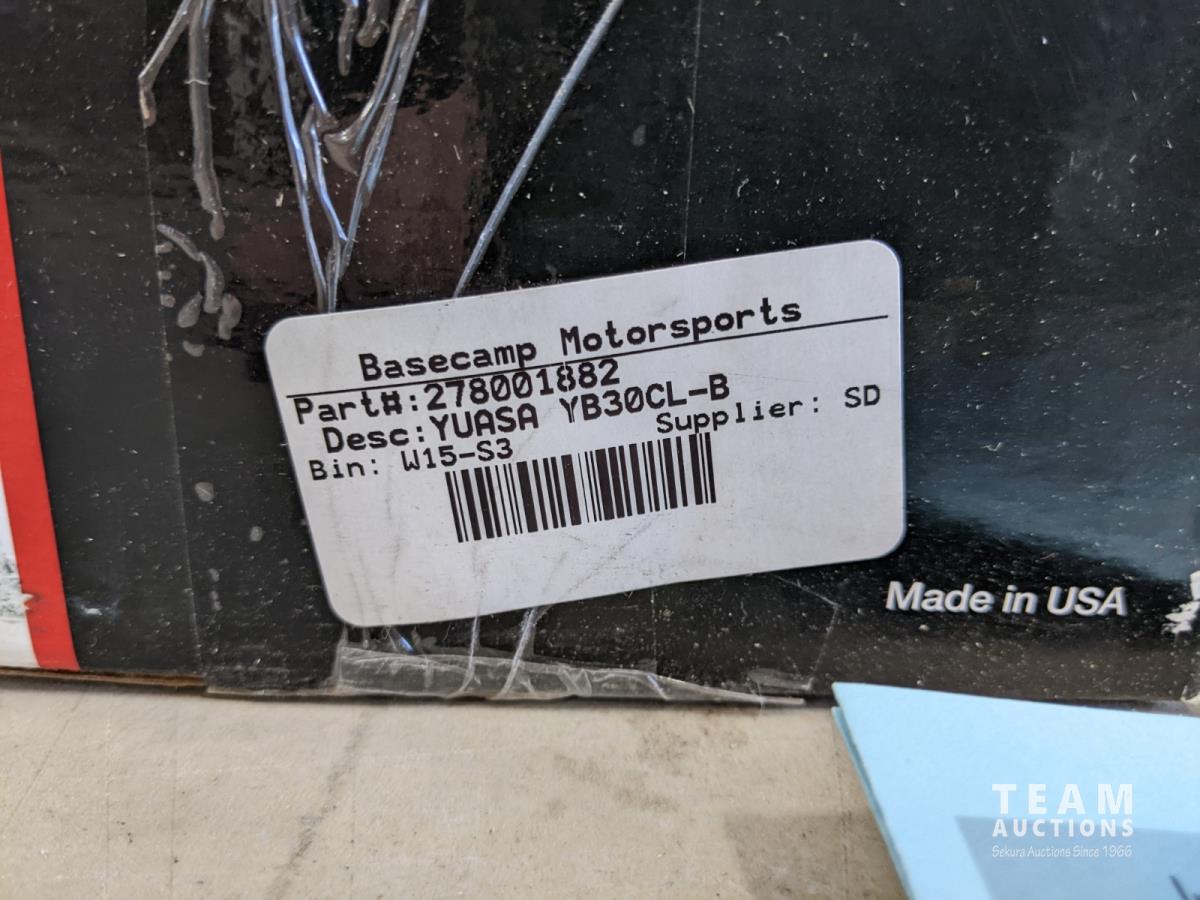 Basecamp Motorsports
Part#:278001882
Desc:YUASA YB30CL-B
Bin: W15-S3 Supplier: SD
Made in USA
TEAM
AUCTIONS
Sekura Auctions Since 1966